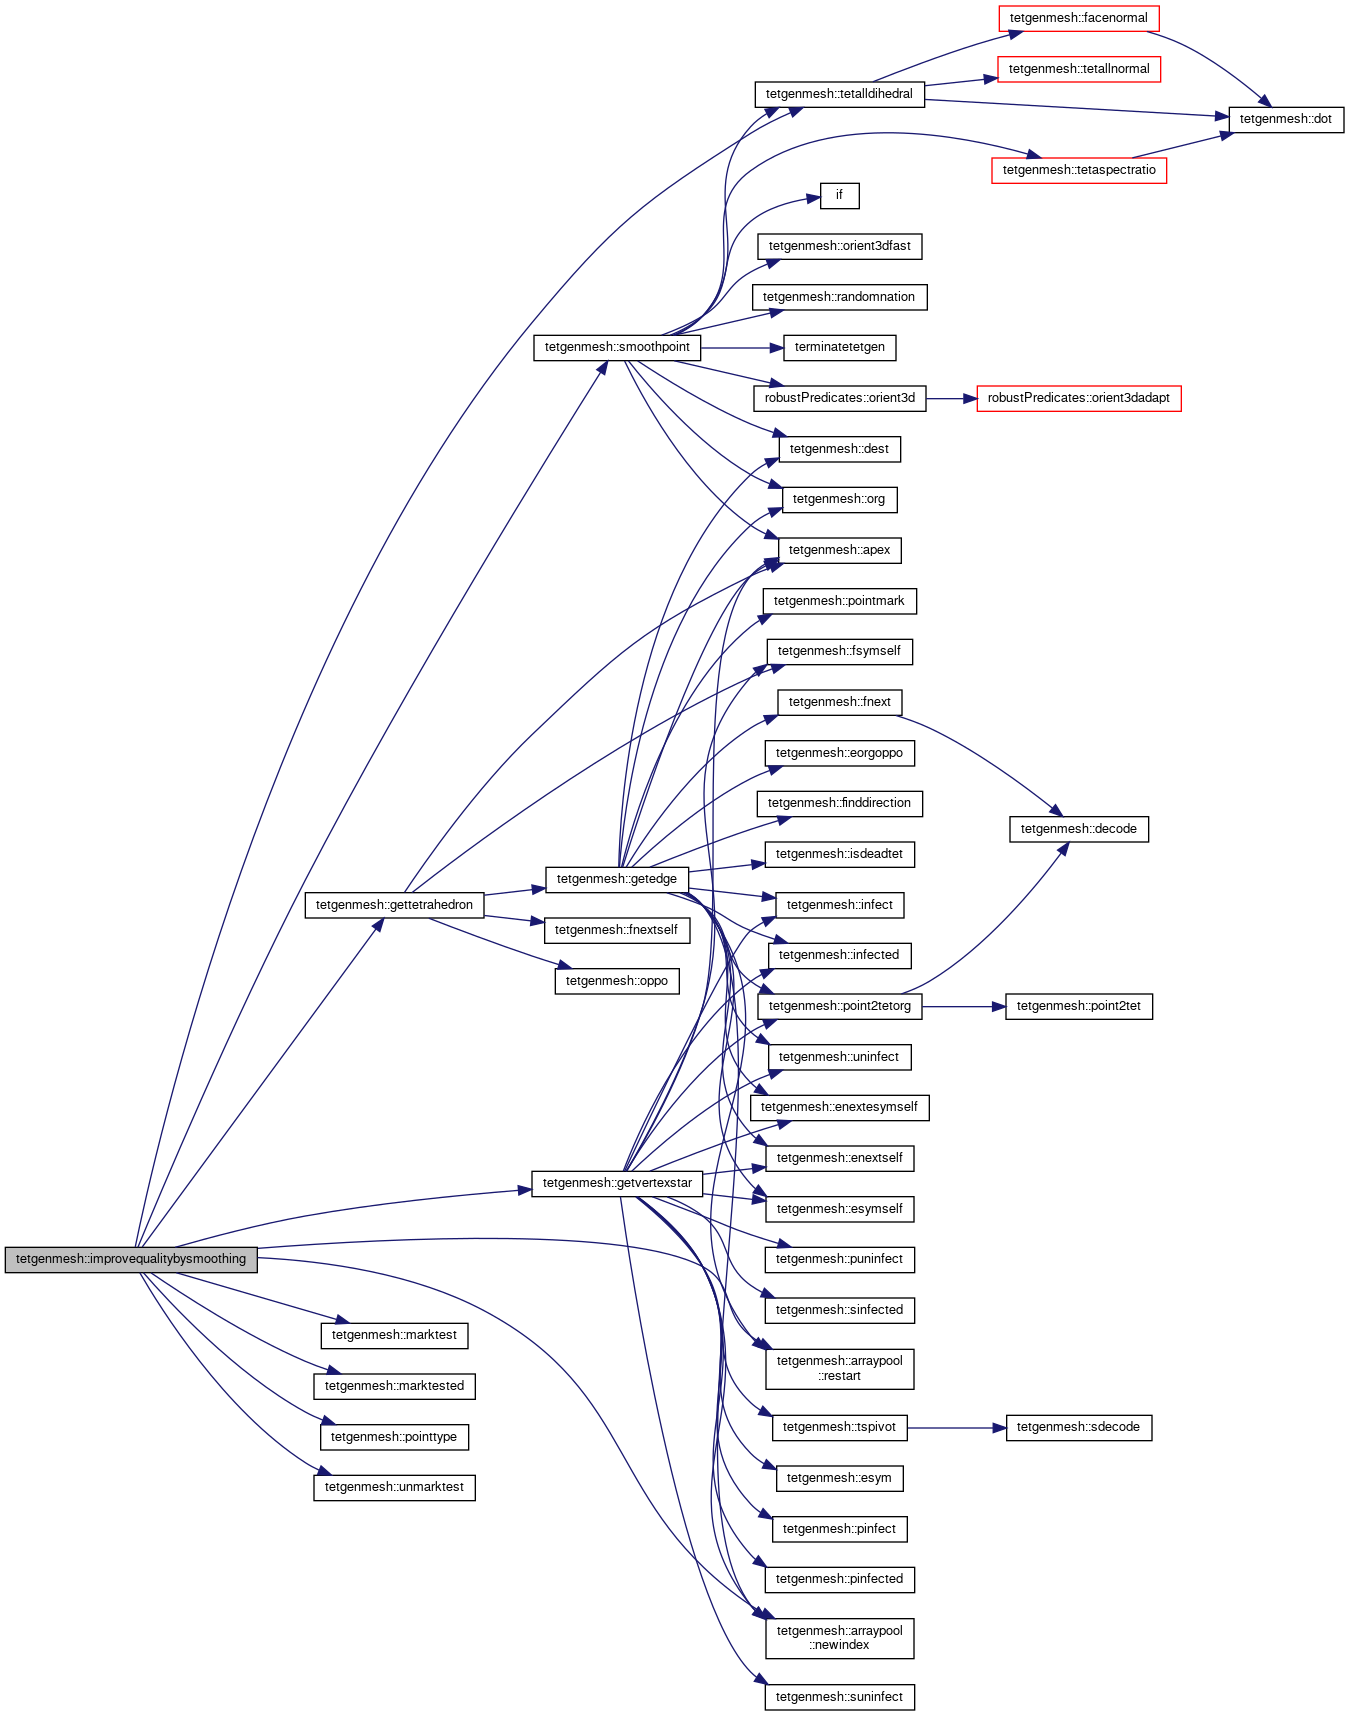 tetgenmesh::facenormal
tetgenmesh::tetallnormal
tetgenmesh::tetalldihedral
tetgenmesh::dot
tetgenmesh::tetaspectratio
if
tetgenmesh::orient3dfast
tetgenmesh::randomnation
tetgenmesh::smoothpoint
terminatetetgen
robustPredicates::orient3d
robustPredicates::orient3dadapt
tetgenmesh::dest
tetgenmesh::org
tetgenmesh::apex
tetgenmesh::pointmark
tetgenmesh::fsymself
tetgenmesh::fnext
tetgenmesh::eorgoppo
tetgenmesh::finddirection
tetgenmesh::decode
tetgenmesh::isdeadtet
tetgenmesh::getedge
tetgenmesh::gettetrahedron
tetgenmesh::infect
tetgenmesh::fnextself
tetgenmesh::infected
tetgenmesh::oppo
tetgenmesh::point2tetorg
tetgenmesh::point2tet
tetgenmesh::uninfect
tetgenmesh::enextesymself
tetgenmesh::enextself
tetgenmesh::getvertexstar
tetgenmesh::esymself
tetgenmesh::improvequalitybysmoothing
tetgenmesh::puninfect
tetgenmesh::sinfected
tetgenmesh::marktest
tetgenmesh::arraypool
::restart
tetgenmesh::marktested
tetgenmesh::tspivot
tetgenmesh::sdecode
tetgenmesh::pointtype
tetgenmesh::esym
tetgenmesh::unmarktest
tetgenmesh::pinfect
tetgenmesh::pinfected
tetgenmesh::arraypool
::newindex
tetgenmesh::suninfect